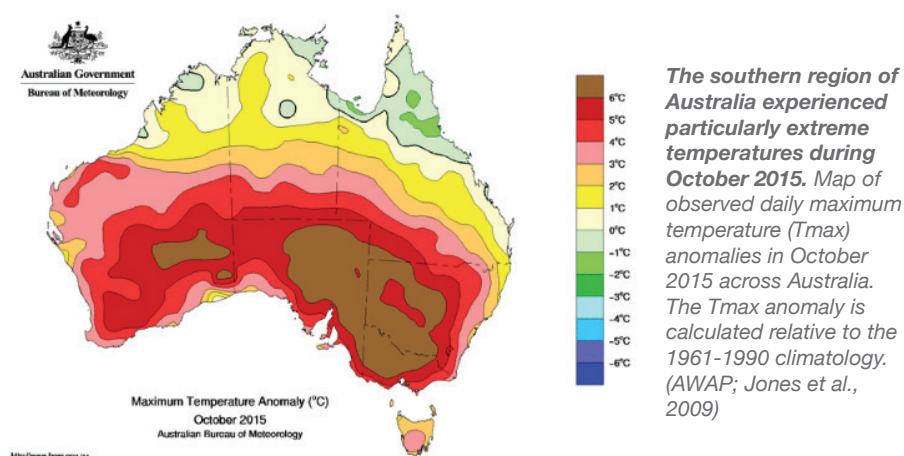 Australian Government
Bureau of Meteorology
6°C
5°C
4°C
3°C
2°C
1°C
0°C
-1°C
-2°C
-3°C
-4°C
-5°C
-6°C
Maximum Temperature Anomaly (°C)
October 2015
Australian Bureau of Meteorology
The southern region of
Australia experienced
particularly extreme
temperatures during
October 2015. Map of
observed daily maximum
temperature (Tmax)
anomalies in October
2015 across Australia.
The Tmax anomaly is
calculated relative to the
1961-1990 climatology.
(AWAP; Jones et al.,
2009)